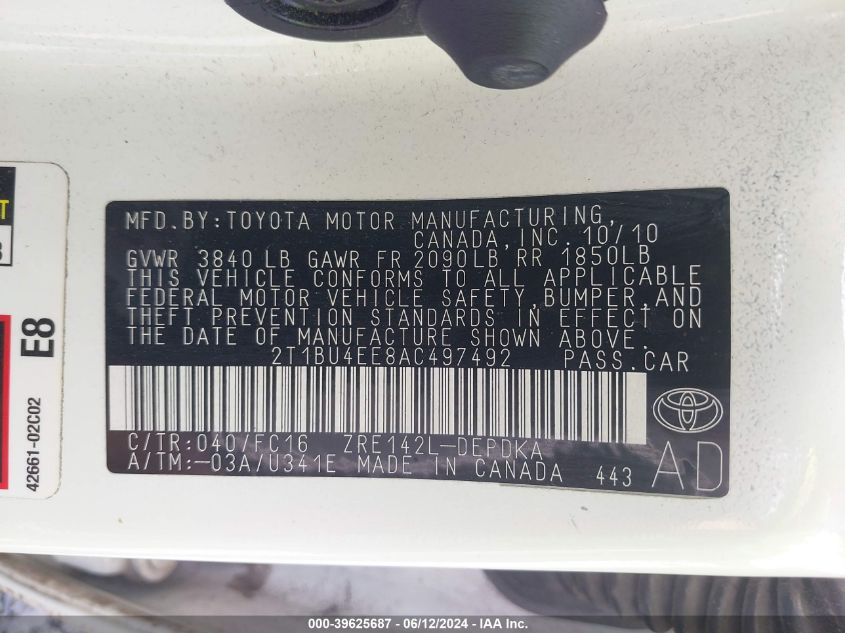 MFD.BY:TOYOTA MOTOR MANUFACTURING,
CANADA, INC. 10/10
GVWR 3840 LB GAWR FR 2090LB RR 1850LB
THIS VEHICLE CONFORMS TO ALL APPLICABLE
FEDERAL MOTOR VEHICLE SAFETY, BUMPER, AND
THEFT PREVENTION STANDARDS IN EFFECT ON
THE DATE OF MANUFACTURE SHOWN ABOVE.
2T1BU4EE8AC497492 PASS.CAR
C/TR:040/FC16 ZRE142L-DEPDKA
A/TM:-03A/U341E MADE IN CANADA 443
AD
E8
42661-02C02
000-39625687 - 06/12/2024 - IAA Inc.